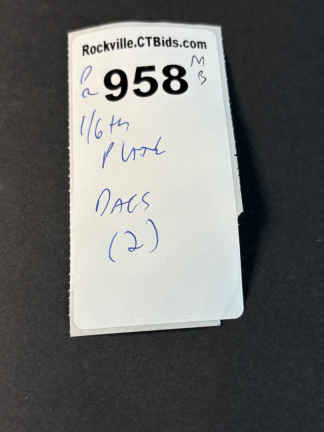 Rockville.CTBids.com
P M
a 958 B
1/6th
PLATE
DAGS
(2)